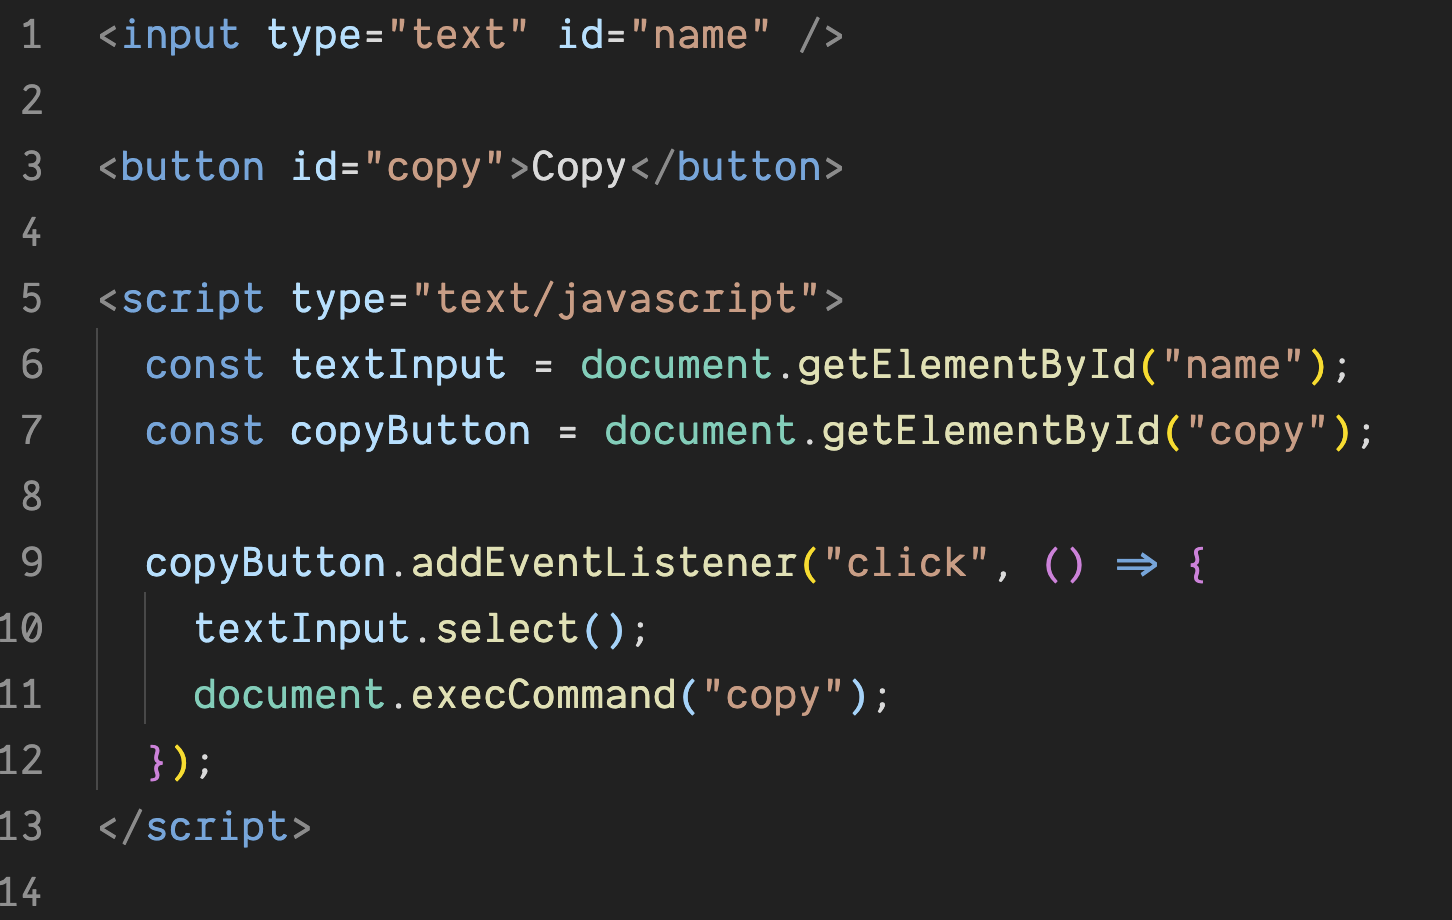 1 <input type="text" id="name" />
2
3 <button id="copy">Copy</button>
4
5 <script type="text/javascript">
6   const textInput = document.getElementById("name");
7   const copyButton = document.getElementById("copy");
8
9   copyButton.addEventListener("click", () => {
10     textInput.select();
11     document.execCommand("copy");
12   });
13 </script>
14